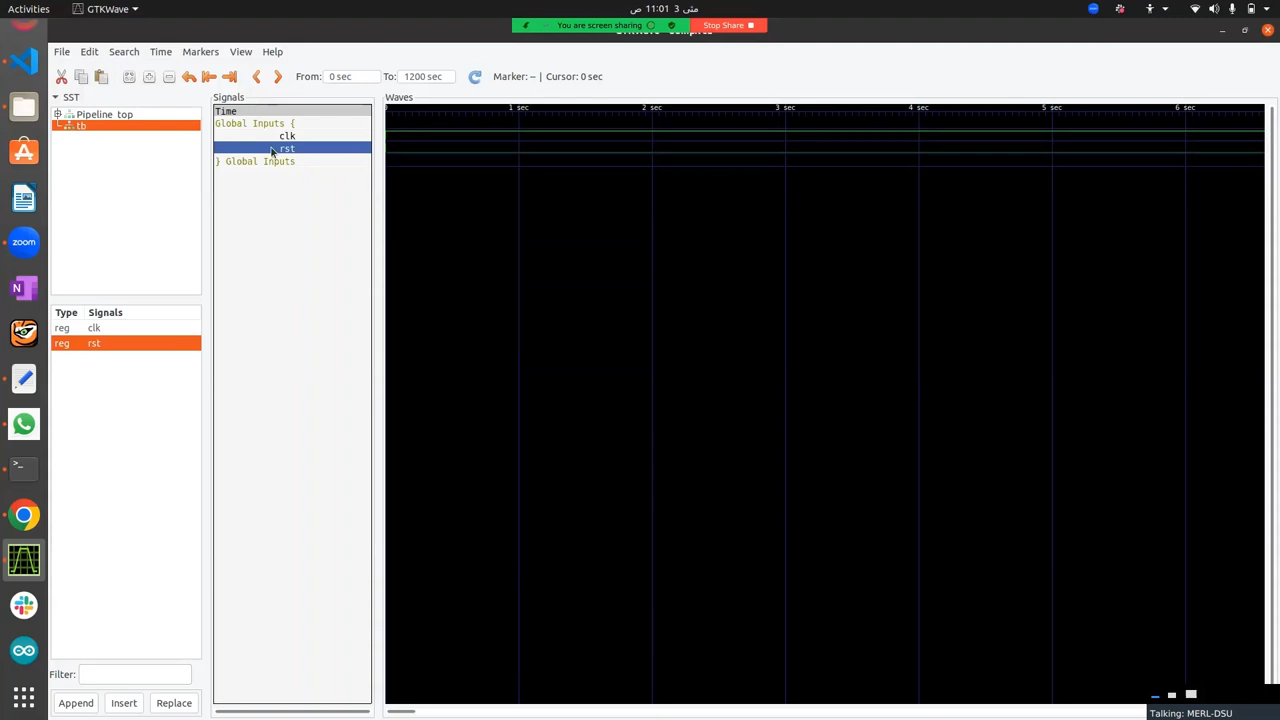 Activities
GTKWave
ص 11:01 3 مئی
You are screen sharing
Stop Share
File Edit Search Time Markers View Help
From: 0 sec To: 1200 sec Marker: -- | Cursor: 0 sec
SST
Pipeline_top
tb
Signals
Time
Global Inputs {
clk
rst
} Global Inputs
Waves
1 sec 2 sec 3 sec 4 sec 5 sec 6 sec
Type Signals
reg clk
reg rst
Filter:
Append Insert Replace
zoom
Talking: MERL-DSU